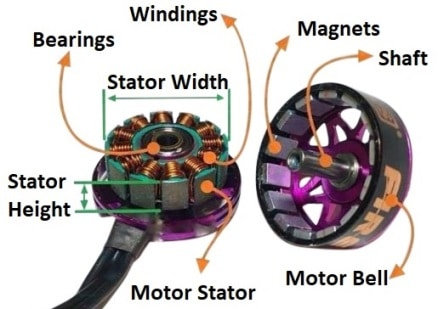 Windings
Bearings
Magnets
Shaft
Stator Width
Stator
Height
Motor Stator
Motor Bell